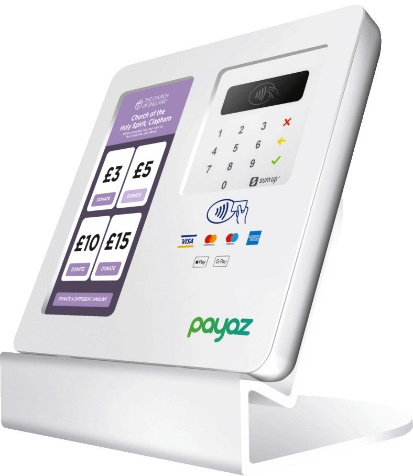 THE CHURCH
OF ENGLAND
Church of the
Holy Spirit, Clapham
£3
DONATE
£5
DONATE
£10
DONATE
£15
DONATE
DONATE A DIFFERENT AMOUNT
1 2 3
4 5 6
7 8 9
0
sumup
VISA
Pay
G Pay
payaz